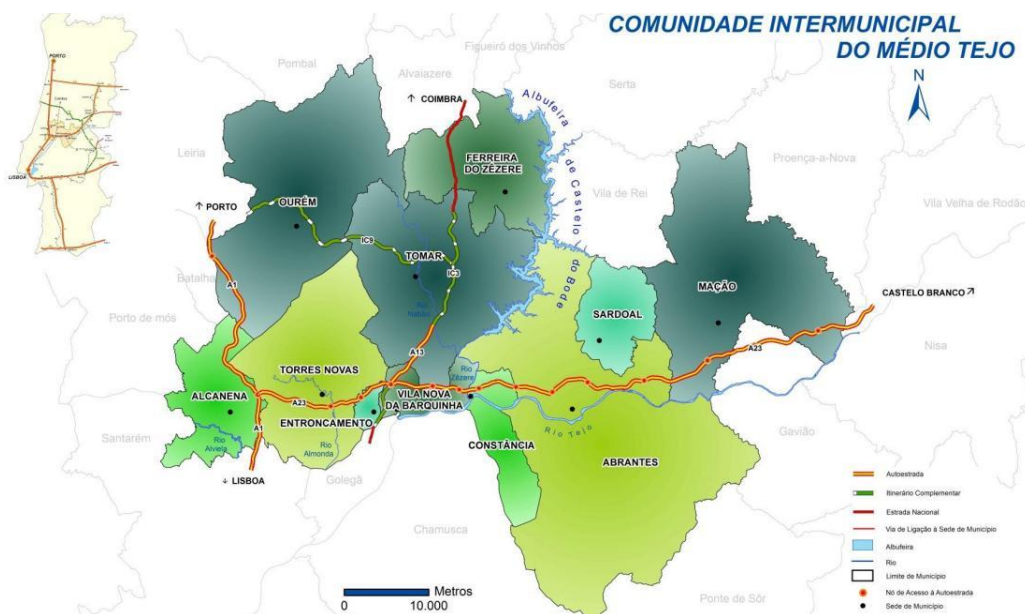 COMUNIDADE INTERMUNICIPAL
DO MÉDIO TEJO
N
PORTO
LISBOA
Figueiró dos Vinhos
Pombal
Alvaiazere
Serta
↑ COIMBRA
Albufeira de Castelo do Bode
Leiria
FERREIRA
DO ZÊZERE
Proença-a-Nova
Vila de Rei
OURÉM
Vila Velha de Rodão
↑ PORTO
IC9
TOMAR
IC3
Batalha
A1
MAÇÃO
CASTELO BRANCO
Rio
Nabão
SARDOAL
Porto de mós
A13
A23
Nisa
TORRES NOVAS
Rio
Zêzere
ALCANENA
VILA NOVA
DA BARQUINHA
A23
ENTRONCAMENTO
A1
Santarém
Rio
Alviela
Rio
Almonda
CONSTÂNCIA
Rio Tejo
Gavião
ABRANTES
↓ LISBOA
Golegã
Chamusca
Ponte de Sôr
Metros
0 10.000
Autoestrada
Itinerário Complementar
Estrada Nacional
Via de Ligação à Sede de Município
Albufeira
Rio
Limite de Município
Nó de Acesso à Autoestrada
Sede de Município